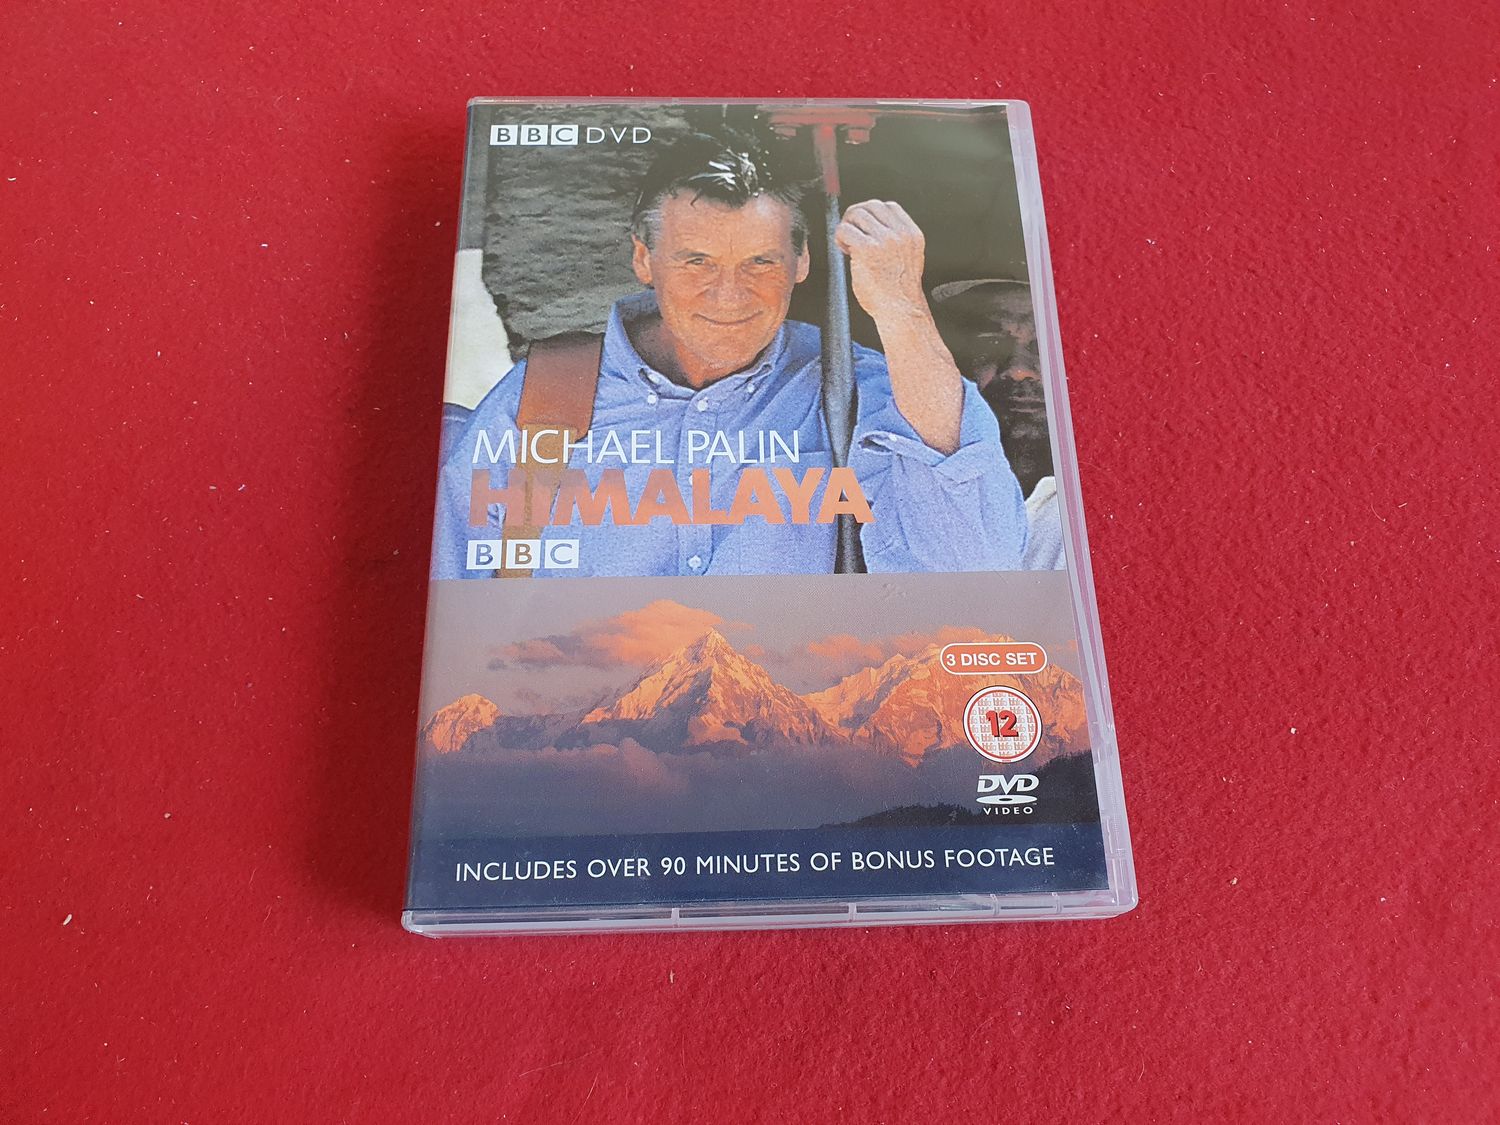 BBC DVD
MICHAEL PALIN
HIMALAYA
BBC
3 DISC SET
12
DVD
VIDEO
INCLUDES OVER 90 MINUTES OF BONUS FOOTAGE